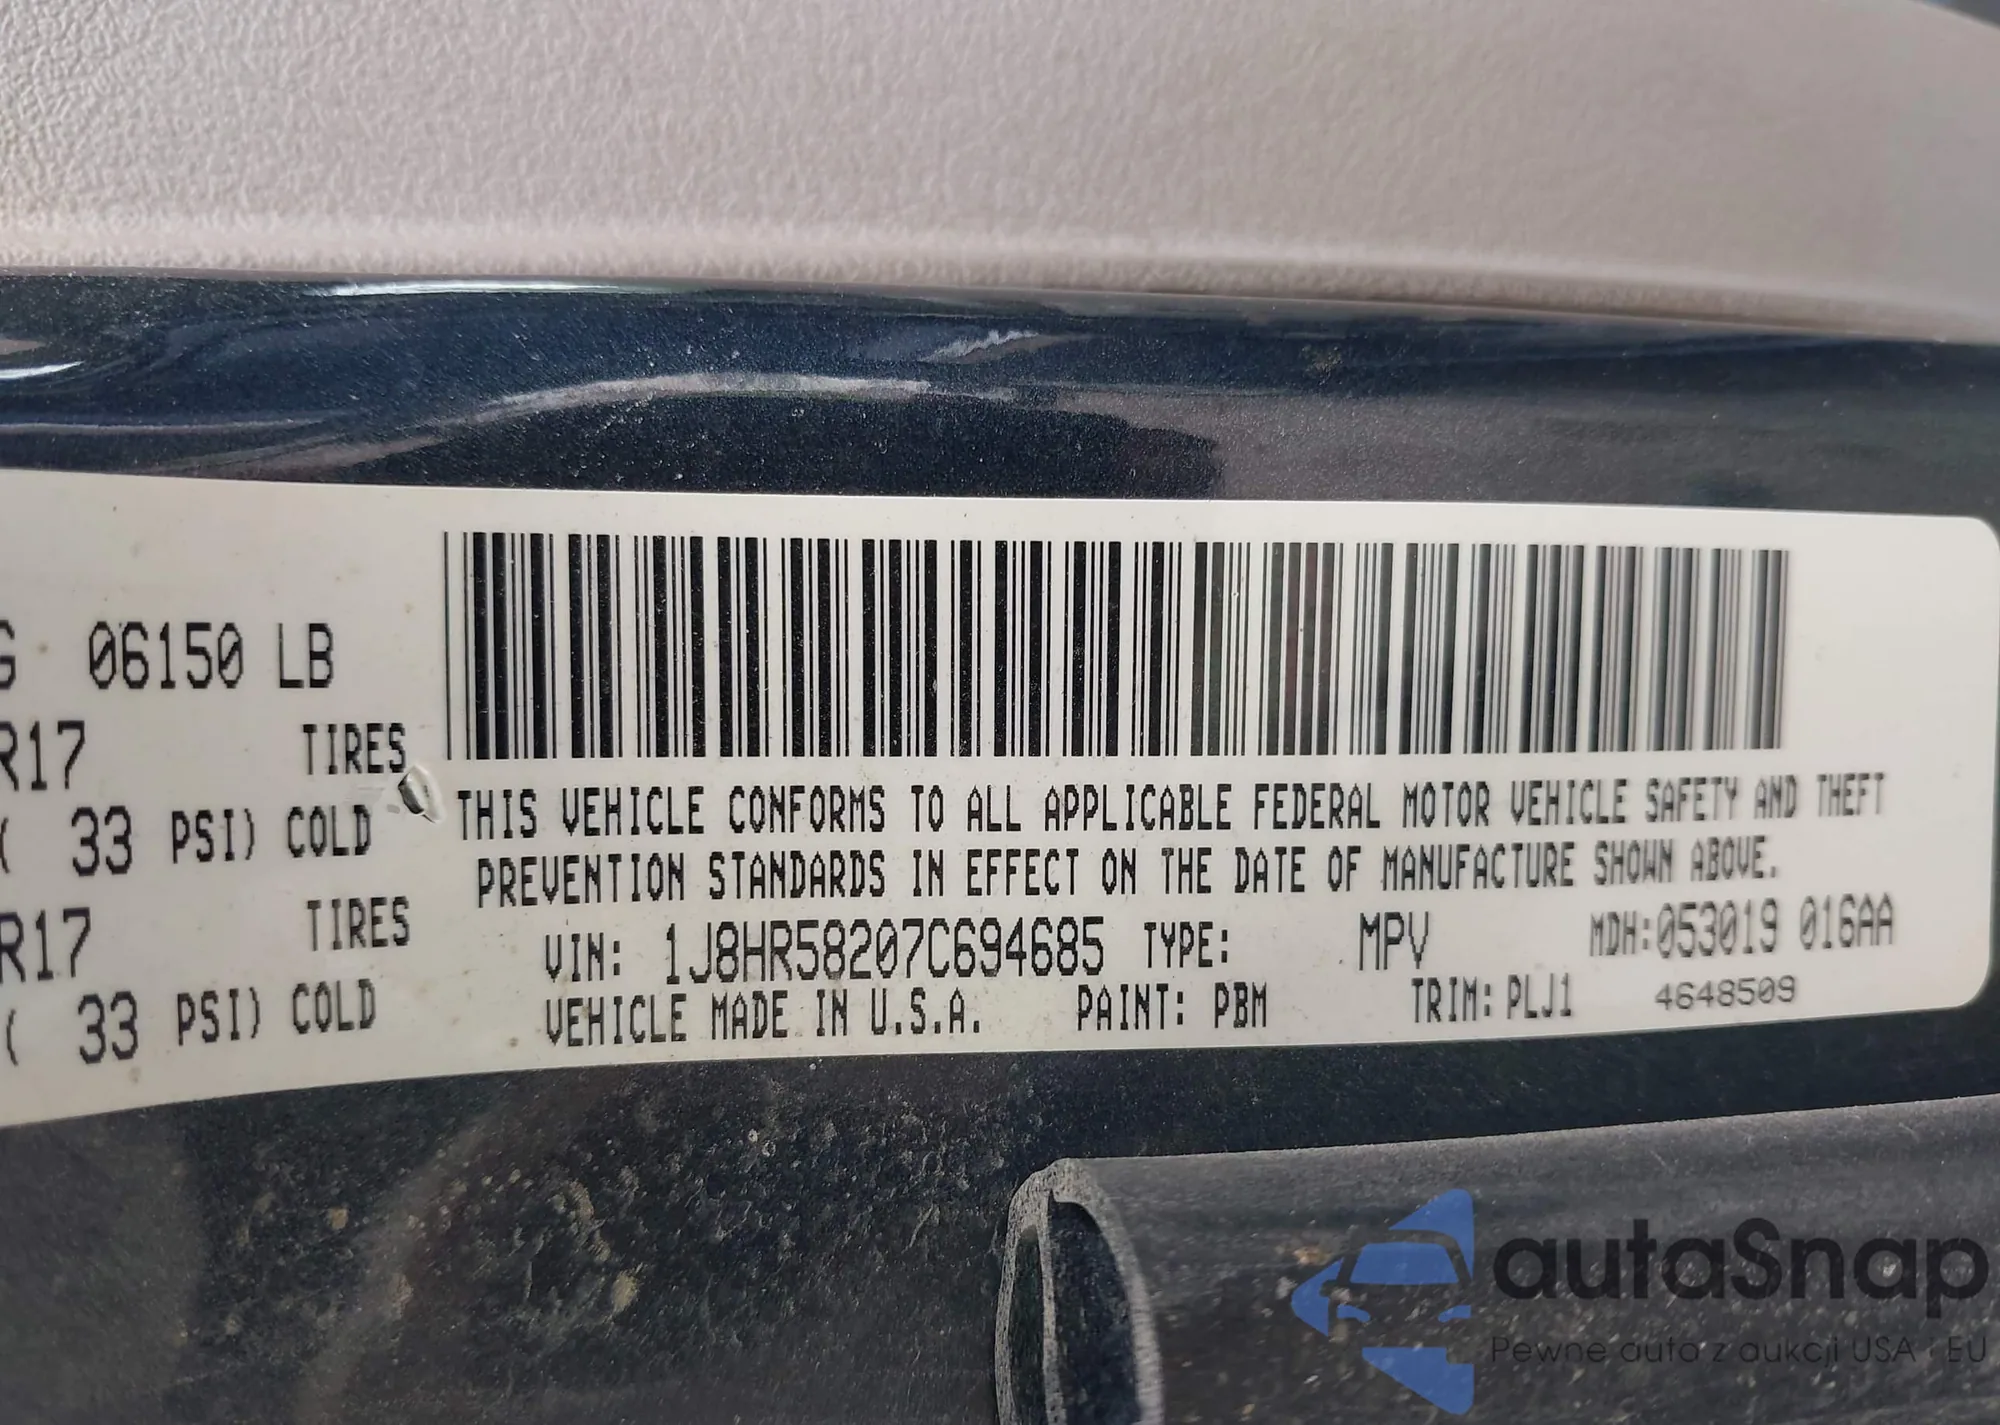 G 06150 LB
R17 TIRES
( 33 PSI) COLD
R17 TIRES
( 33 PSI) COLD
THIS VEHICLE CONFORMS TO ALL APPLICABLE FEDERAL MOTOR VEHICLE SAFETY AND THEFT
PREVENTION STANDARDS IN EFFECT ON THE DATE OF MANUFACTURE SHOWN ABOVE.
VIN: 1J8HR58207C694685 TYPE: MPV MDH:053019 016AA
VEHICLE MADE IN U.S.A. PAINT: PBM TRIM: PLJ1 4648509
autaSnap
Pewne auta z aukcji USA i EU